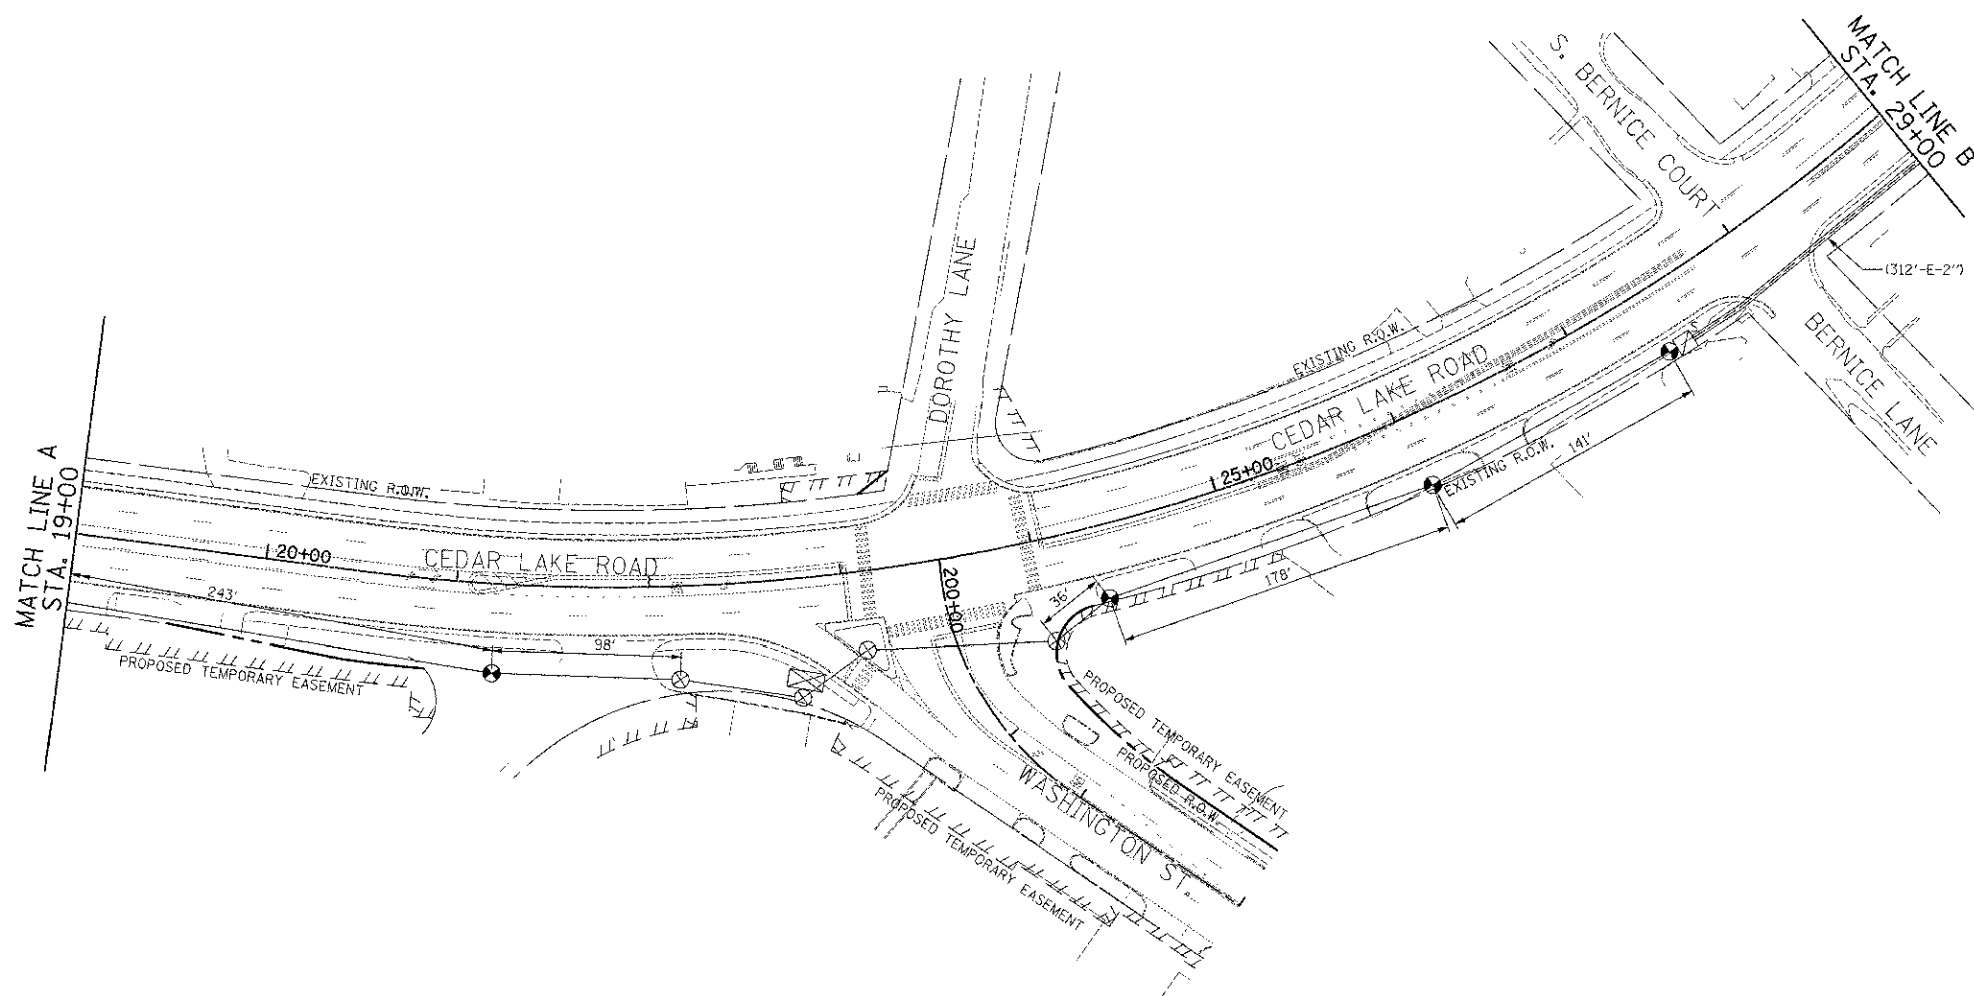 MATCH LINE A
STA. 19+00
MATCH LINE B
STA. 29+00
S. BERNICE COURT
(312'-E-2")
BERNICE LANE
DOROTHY LANE
EXISTING R.O.W.
CEDAR LAKE ROAD
25+00
EXISTING R.O.W.
141'
178'
36'
EXISTING R.O.W.
20+00
CEDAR LAKE ROAD
200+00
243'
98'
PROPOSED TEMPORARY EASEMENT
PROPOSED TEMPORARY EASEMENT
PROPOSED R.O.W.
WASHINGTON ST.
PROPOSED TEMPORARY EASEMENT